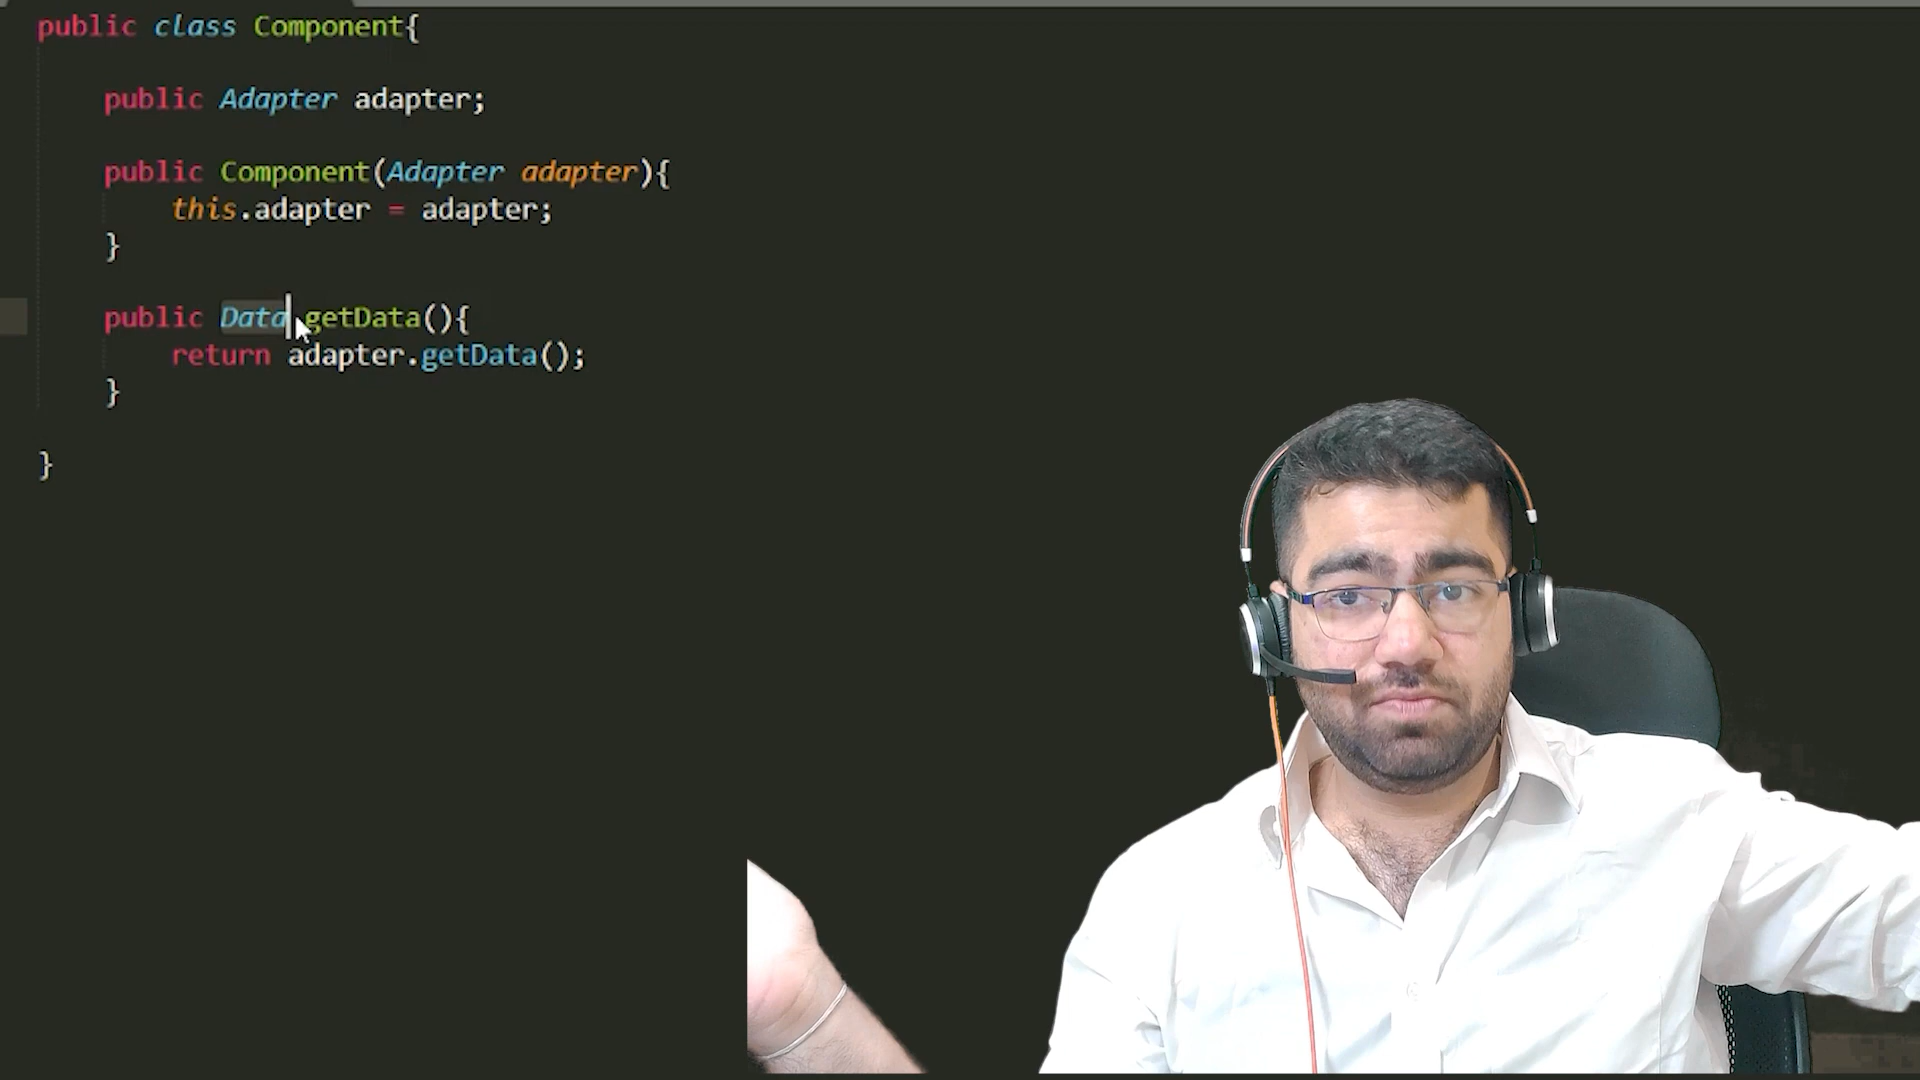 public class Component{
public Adapter adapter;
public Component(Adapter adapter){
this.adapter = adapter;
}
public Data getData(){
return adapter.getData();
}
}